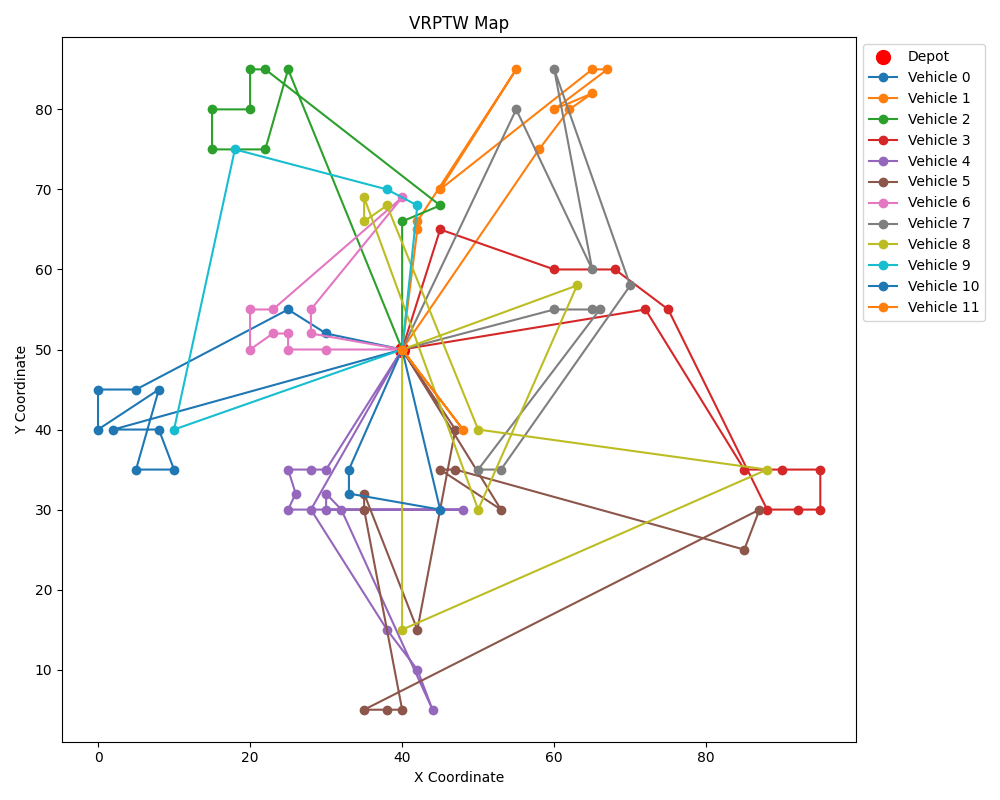 VRPTW Map
Y Coordinate
80
70
60
50
40
30
20
10
0
20
40
60
80
X Coordinate
Depot
Vehicle 0
Vehicle 1
Vehicle 2
Vehicle 3
Vehicle 4
Vehicle 5
Vehicle 6
Vehicle 7
Vehicle 8
Vehicle 9
Vehicle 10
Vehicle 11